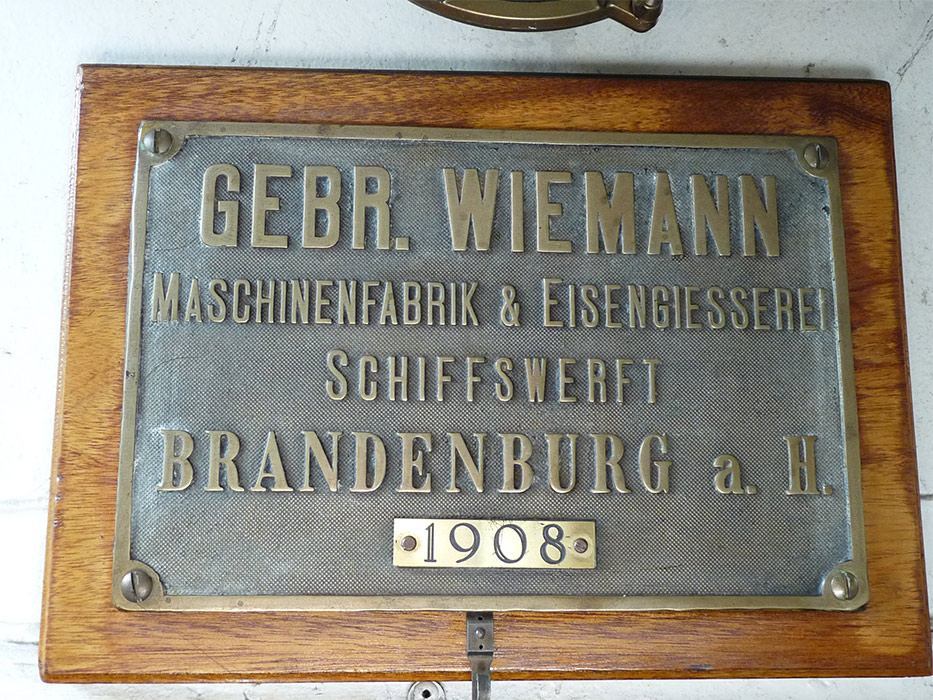 GEBR. WIEMANN
MASCHINENFABRIK & EISENGIESSEREI
SCHIFFSWERFT
BRANDENBURG a. H.
1908